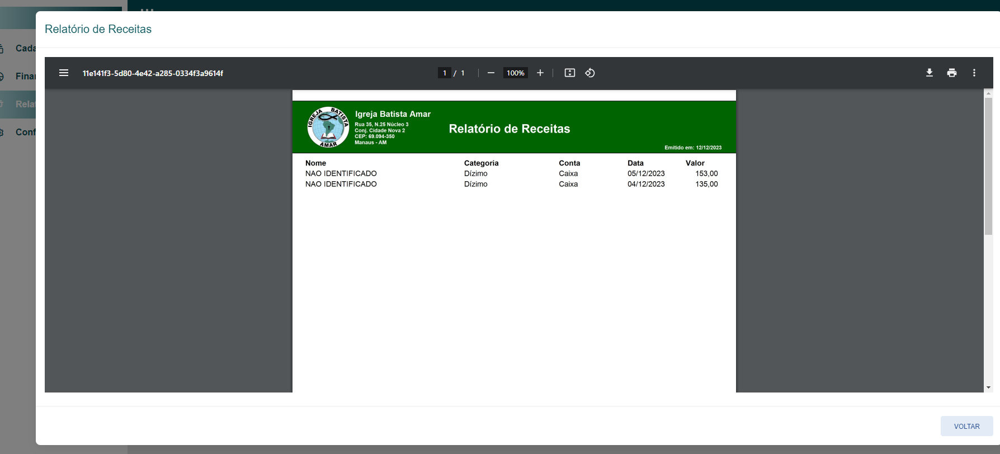 Relatório de Receitas
Cada
Finan
Relat
Conf
11e141f3-5d80-4e42-a285-0334f3a9614f
1 / 1
100%
IGREJA BATISTA
AMAR
Igreja Batista Amar
Rua 35, N.25 Núcleo 3
Conj. Cidade Nova 2
CEP: 69.094-350
Manaus - AM
Relatório de Receitas
Emitido em: 12/12/2023
Nome Categoria Conta Data Valor
NAO IDENTIFICADO Dízimo Caixa 05/12/2023 153,00
NAO IDENTIFICADO Dízimo Caixa 04/12/2023 135,00
VOLTAR